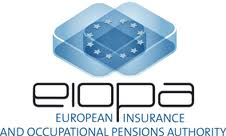 eiopa
EUROPEAN INSURANCE
AND OCCUPATIONAL PENSIONS AUTHORITY